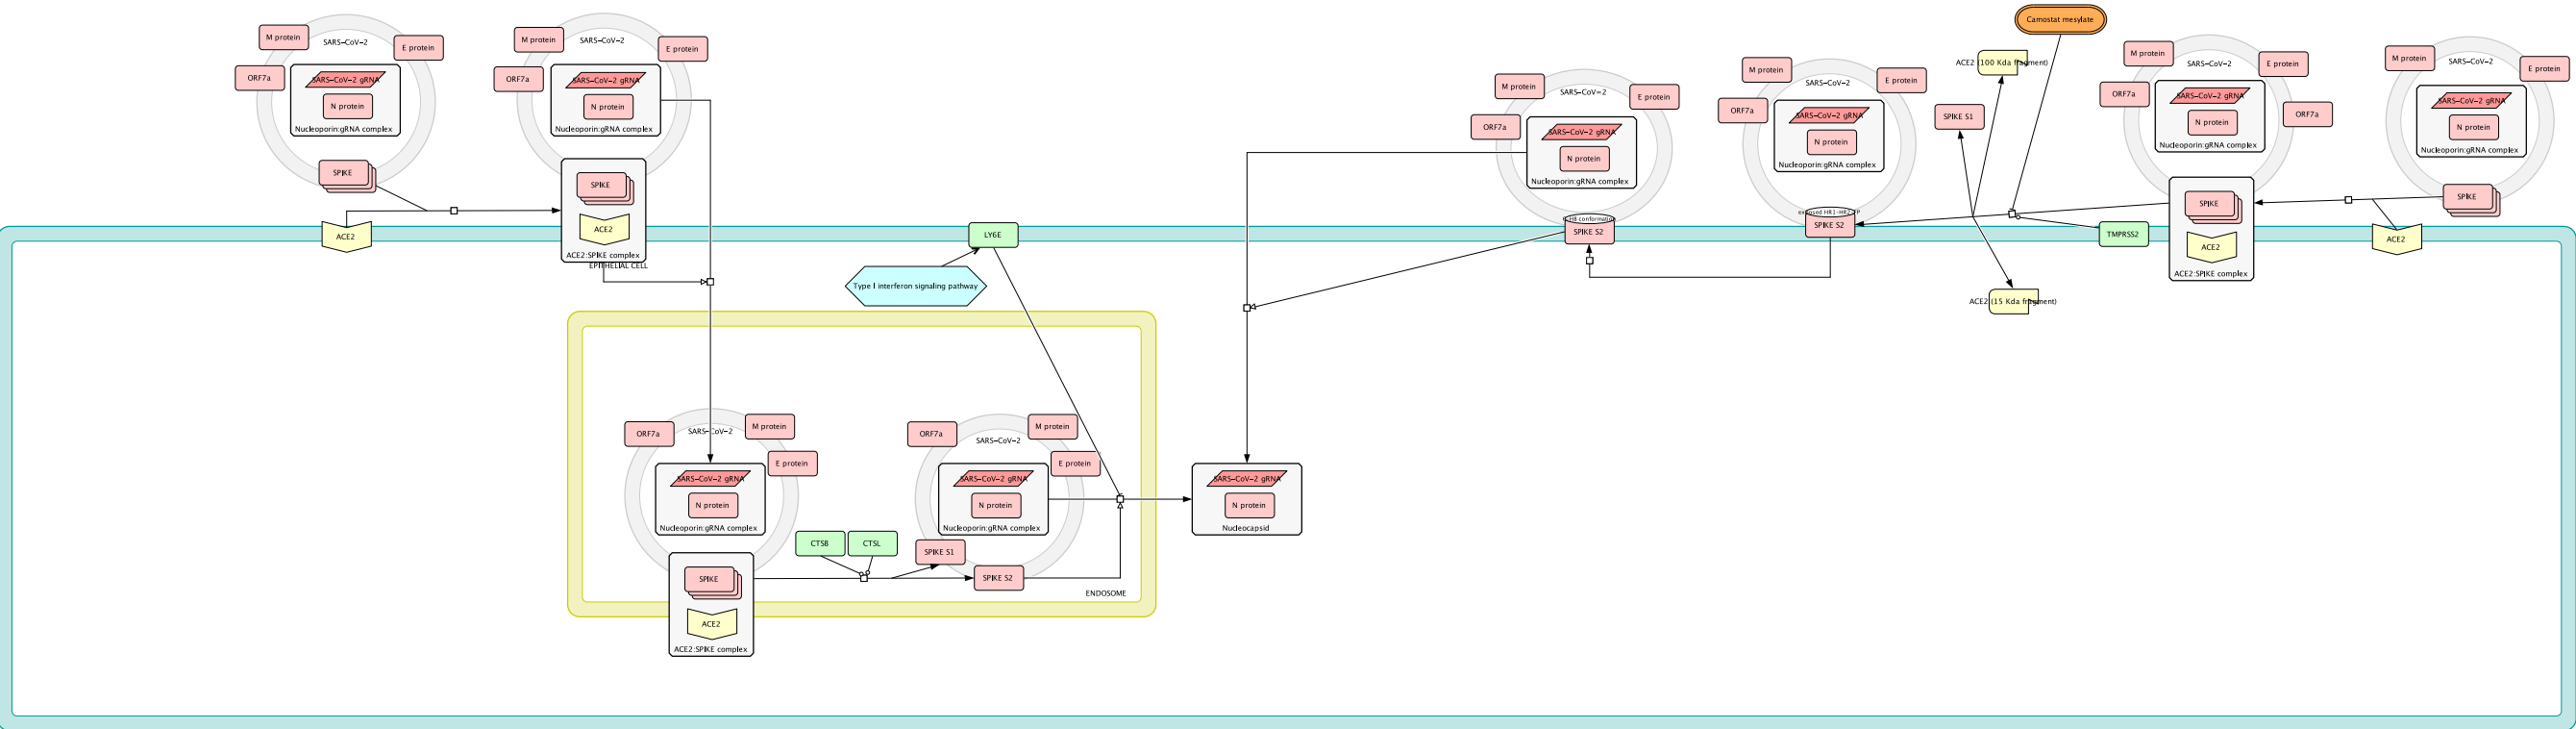 M protein
SARS-CoV-2
E protein
ORF7a
SARS-CoV-2 gRNA
N protein
Nucleoporin:gRNA complex
SPIKE
ACE2
M protein
SARS-CoV-2
E protein
ORF7a
SARS-CoV-2 gRNA
N protein
Nucleoporin:gRNA complex
SPIKE
ACE2
ACE2:SPIKE complex
EPITHELIAL CELL
LY6E
Type I interferon signaling pathway
M protein
SARS-CoV-2
E protein
ORF7a
SARS-CoV-2 gRNA
N protein
Nucleoporin:gRNA complex
6-HB conformation
SPIKE S2
M protein
SARS-CoV-2
E protein
ORF7a
SARS-CoV-2 gRNA
N protein
Nucleoporin:gRNA complex
SPIKE S2
Camostat mesylate
ACE2 (100 Kda fragment)
SPIKE S1
ACE2 (15 Kda fragment)
TMPRSS2
M protein
SARS-CoV-2
E protein
ORF7a
ORF7a
SARS-CoV-2 gRNA
N protein
Nucleoporin:gRNA complex
SPIKE
ACE2
ACE2:SPIKE complex
M protein
SARS-CoV-2
E protein
SARS-CoV-2 gRNA
N protein
Nucleoporin:gRNA complex
SPIKE
ACE2
ORF7a
SARS-CoV-2
M protein
E protein
SARS-CoV-2 gRNA
N protein
Nucleoporin:gRNA complex
SPIKE
ACE2
ACE2:SPIKE complex
CTSB
CTSL
ORF7a
SARS-CoV-2
M protein
E protein
SARS-CoV-2 gRNA
N protein
Nucleoporin:gRNA complex
SPIKE S1
SPIKE S2
ENDOSOME
SARS-CoV-2 gRNA
N protein
Nucleocapsid